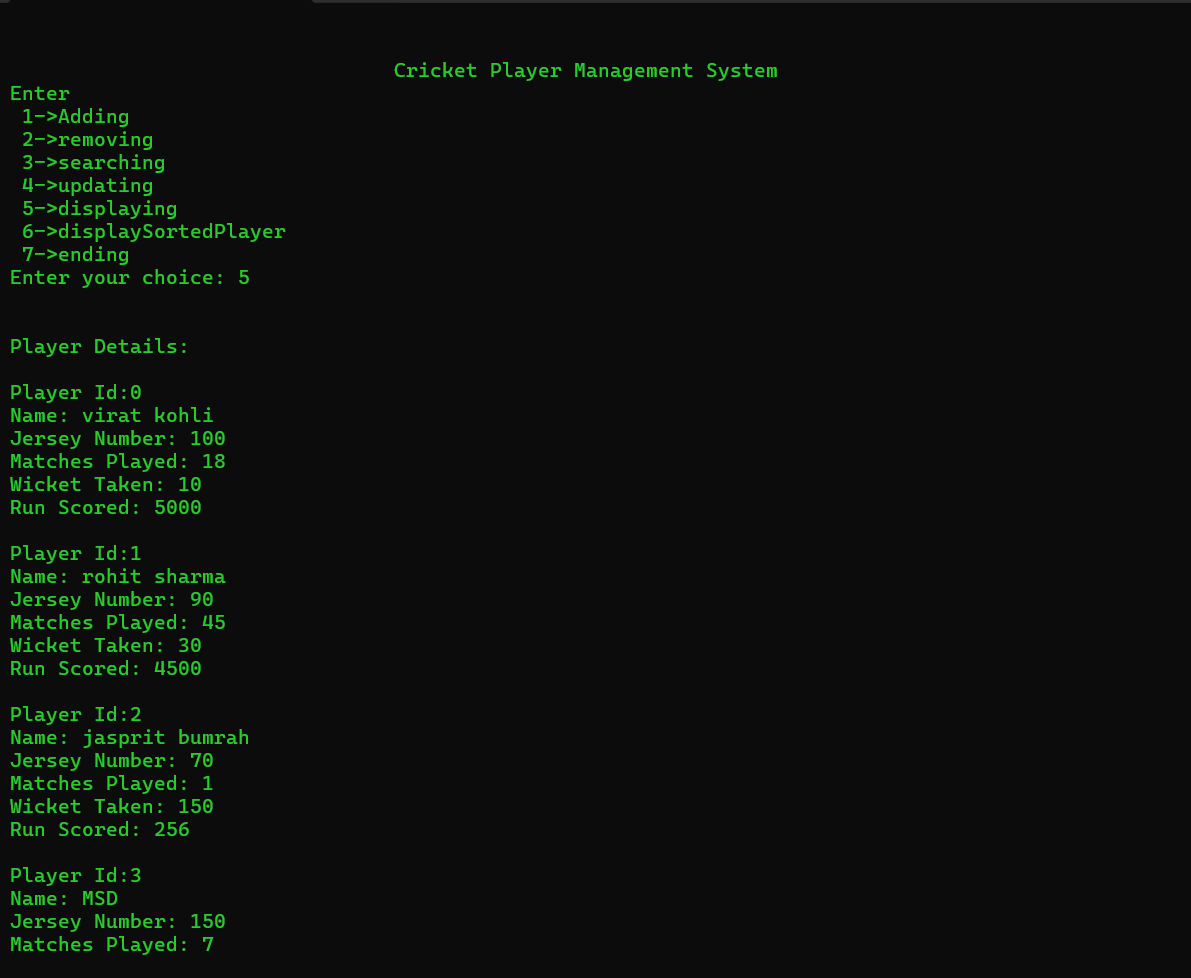 Cricket Player Management System
Enter
1->Adding
2->removing
3->searching
4->updating
5->displaying
6->displaySortedPlayer
7->ending
Enter your choice: 5
Player Details:
Player Id:0
Name: virat kohli
Jersey Number: 100
Matches Played: 18
Wicket Taken: 10
Run Scored: 5000
Player Id:1
Name: rohit sharma
Jersey Number: 90
Matches Played: 45
Wicket Taken: 30
Run Scored: 4500
Player Id:2
Name: jasprit bumrah
Jersey Number: 70
Matches Played: 1
Wicket Taken: 150
Run Scored: 256
Player Id:3
Name: MSD
Jersey Number: 150
Matches Played: 7